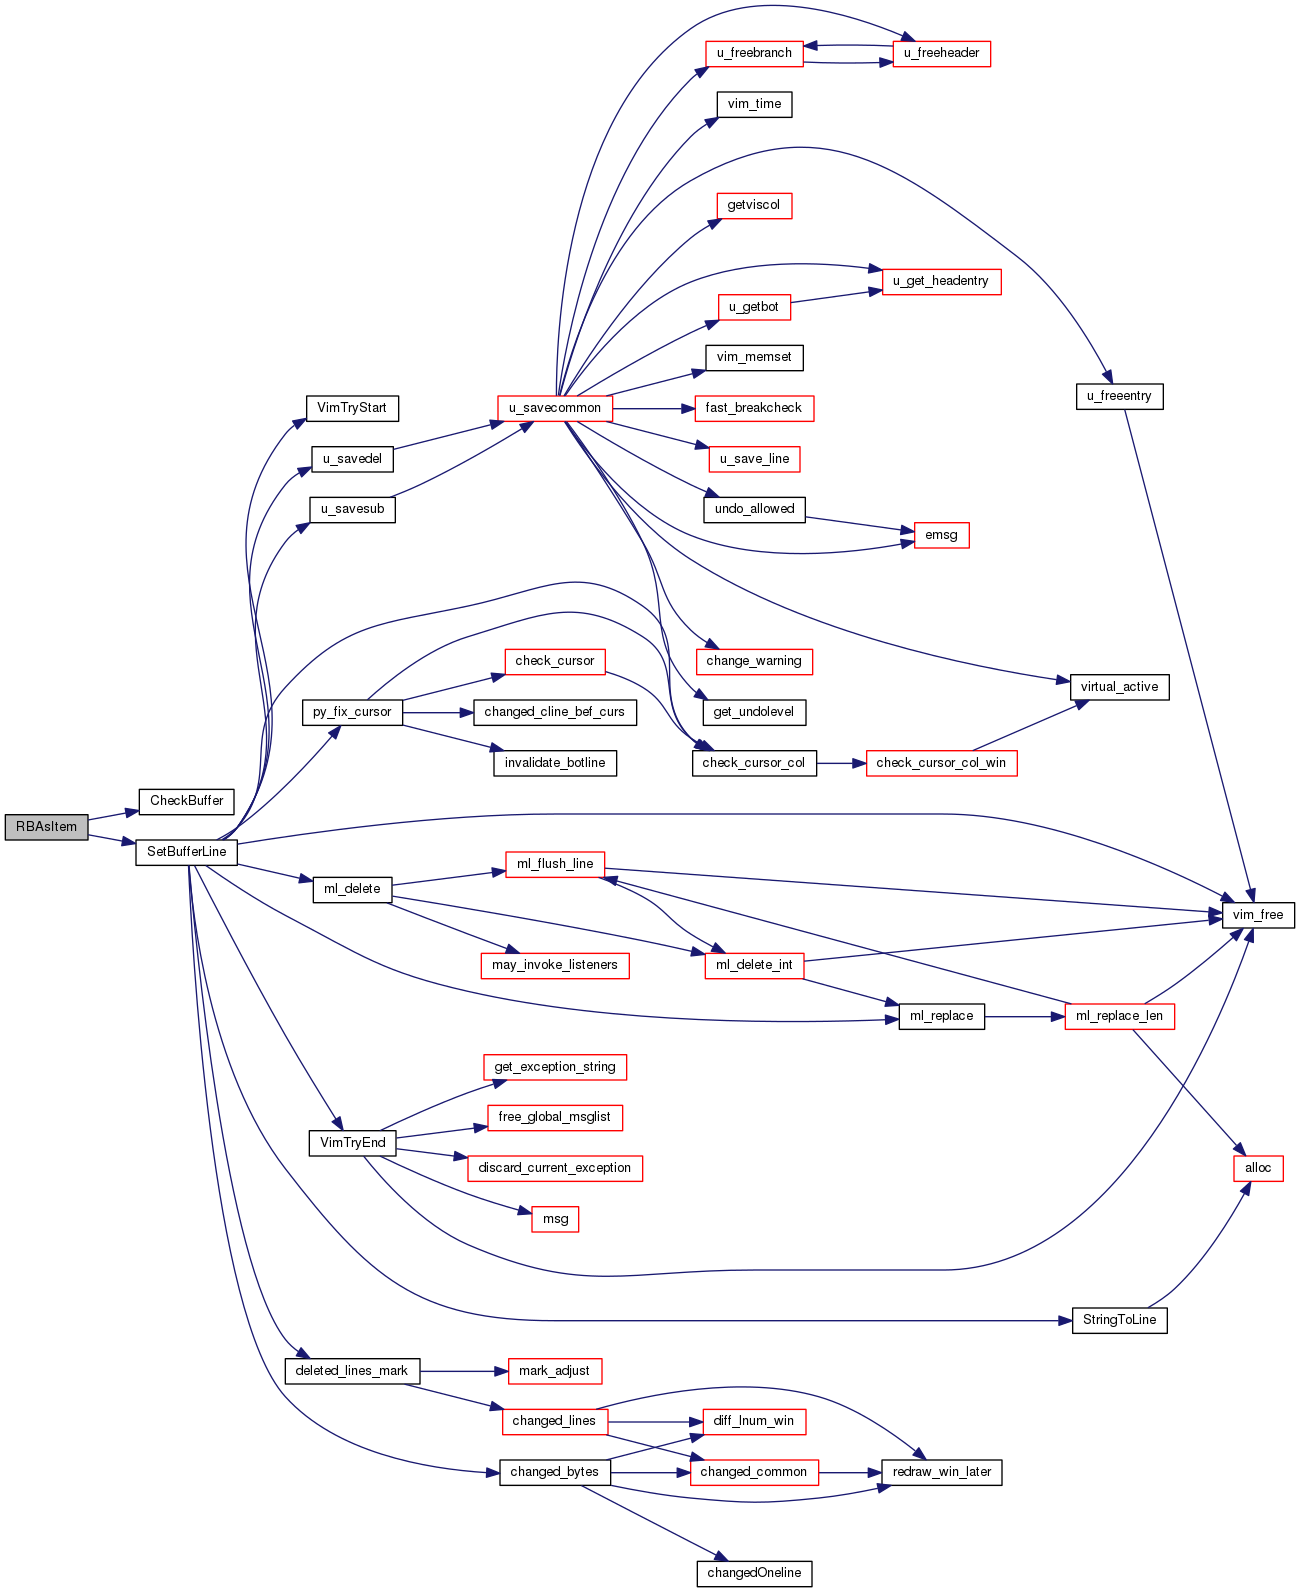 u_freebranch
u_freeheader
vim_time
getviscol
u_get_headentry
u_getbot
vim_memset
u_freeentry
VimTryStart
u_savecommon
fast_breakcheck
u_savedel
u_save_line
u_savesub
undo_allowed
emsg
check_cursor
change_warning
virtual_active
py_fix_cursor
changed_cline_bef_curs
get_undolevel
invalidate_botline
check_cursor_col
check_cursor_col_win
CheckBuffer
RBAsItem
SetBufferLine
ml_flush_line
ml_delete
vim_free
may_invoke_listeners
ml_delete_int
ml_replace
ml_replace_len
get_exception_string
free_global_msglist
VimTryEnd
discard_current_exception
alloc
msg
StringToLine
deleted_lines_mark
mark_adjust
changed_lines
diff_lnum_win
changed_bytes
changed_common
redraw_win_later
changedOneline